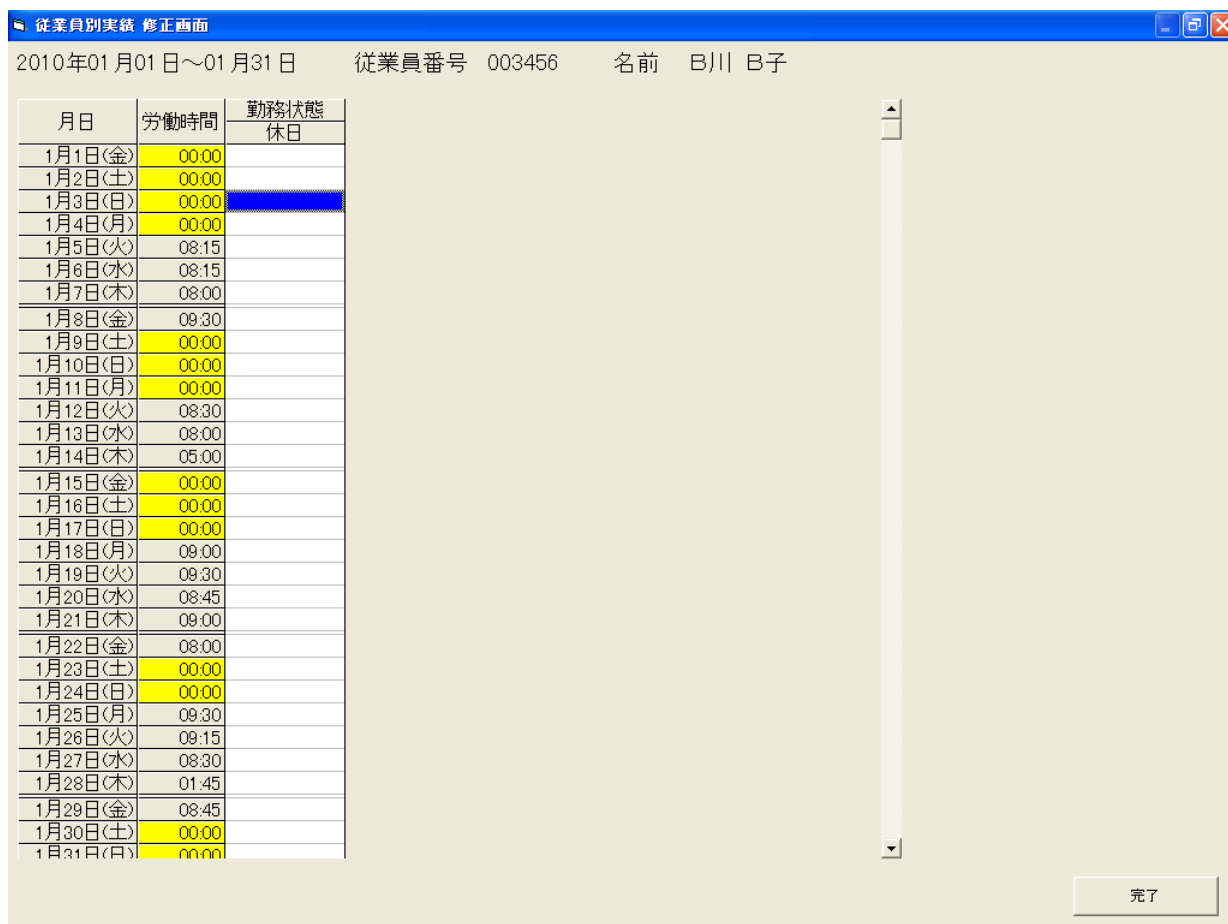 従業員別実績 修正画面
2010年01月01日～01月31日 従業員番号 003456 名前 B川 B子
月日 労働時間 勤務状態
休日
1月1日(金) 00:00
1月2日(土) 00:00
1月3日(日) 00:00
1月4日(月) 00:00
1月5日(火) 08:15
1月6日(水) 08:15
1月7日(木) 08:00
1月8日(金) 09:30
1月9日(土) 00:00
1月10日(日) 00:00
1月11日(月) 00:00
1月12日(火) 08:30
1月13日(水) 08:00
1月14日(木) 05:00
1月15日(金) 00:00
1月16日(土) 00:00
1月17日(日) 00:00
1月18日(月) 09:00
1月19日(火) 09:30
1月20日(水) 08:45
1月21日(木) 09:00
1月22日(金) 08:00
1月23日(土) 00:00
1月24日(日) 00:00
1月25日(月) 09:30
1月26日(火) 09:15
1月27日(水) 08:30
1月28日(木) 01:45
1月29日(金) 08:45
1月30日(土) 00:00
1月31日(日) 00:00
完了